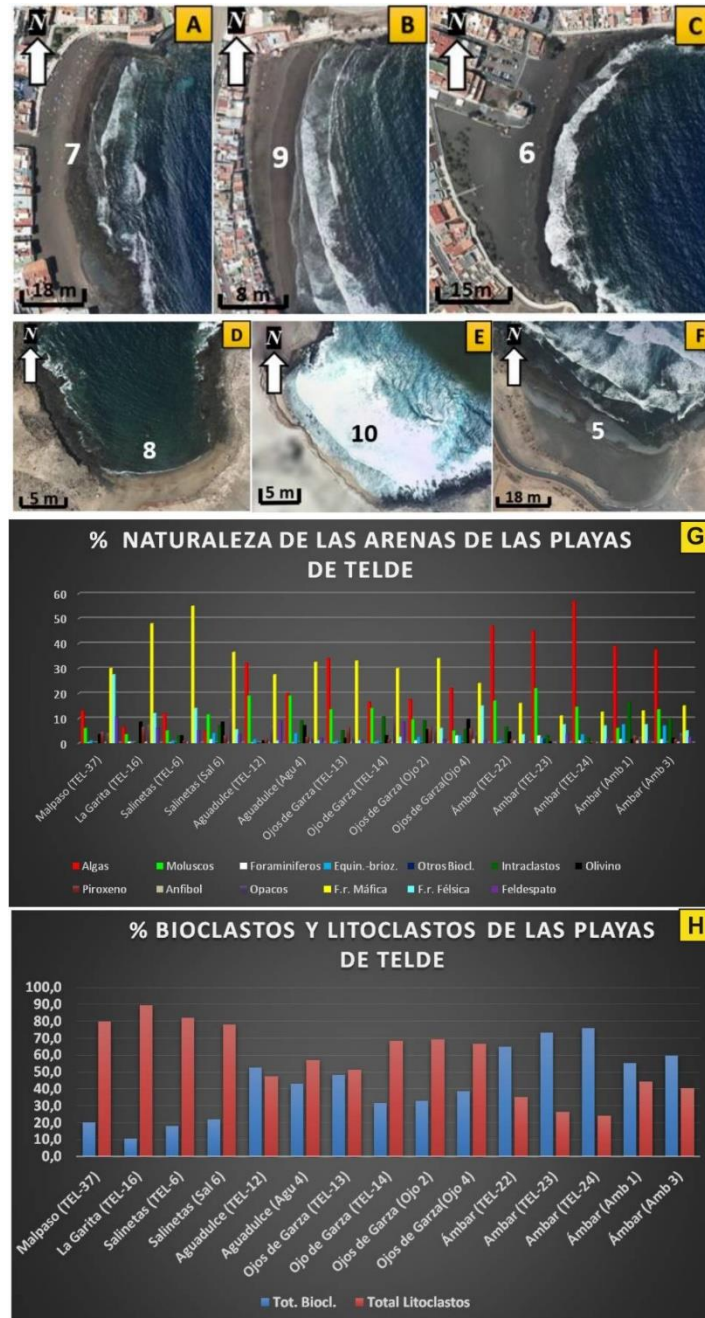 N
A
7
18 m
N
B
9
8 m
N
C
6
15m
N
D
8
5 m
N
E
10
5 m
N
F
5
18 m
% NATURALEZA DE LAS ARENAS DE LAS PLAYAS
DE TELDE
G
60
50
40
30
20
10
0
Malpaso (TEL-37)
La Garita (TEL-16)
Salinetas (TEL-6)
Salinetas (Sal 6)
Aguadulce (TEL-12)
Aguadulce (Agu 4)
Ojos de Garza (TEL-13)
Ojo de Garza (TEL-14)
Ojos de Garza (Ojo 2)
Ojos de Garza(Ojo 4)
Ámbar (TEL-22)
Ambar (TEL-23)
Ambar (TEL-24)
Ámbar (Amb 1)
Ámbar (Amb 3)
Algas
Moluscos
Foraminiferos
Equin.-brioz.
Otros Biocl.
Intraclastos
Olivino
Piroxeno
Anfibol
Opacos
F.r. Máfica
F.r. Félsica
Feldespato
% BIOCLASTOS Y LITOCLASTOS DE LAS PLAYAS
DE TELDE
H
100,0
90,0
80,0
70,0
60,0
50,0
40,0
30,0
20,0
10,0
0,0
Malpaso (TEL-37)
La Garita (TEL-16)
Salinetas (TEL-6)
Salinetas (Sal 6)
Aguadulce (TEL-12)
Aguadulce (Agu 4)
Ojos de Garza (TEL-13)
Ojo de Garza (TEL-14)
Ojos de Garza (Ojo 2)
Ojos de Garza(Ojo 4)
Ámbar (TEL-22)
Ámbar (TEL-23)
Ámbar (TEL-24)
Ámbar (Amb 1)
Ámbar (Amb 3)
Tot. Biocl.
Total Litoclastos